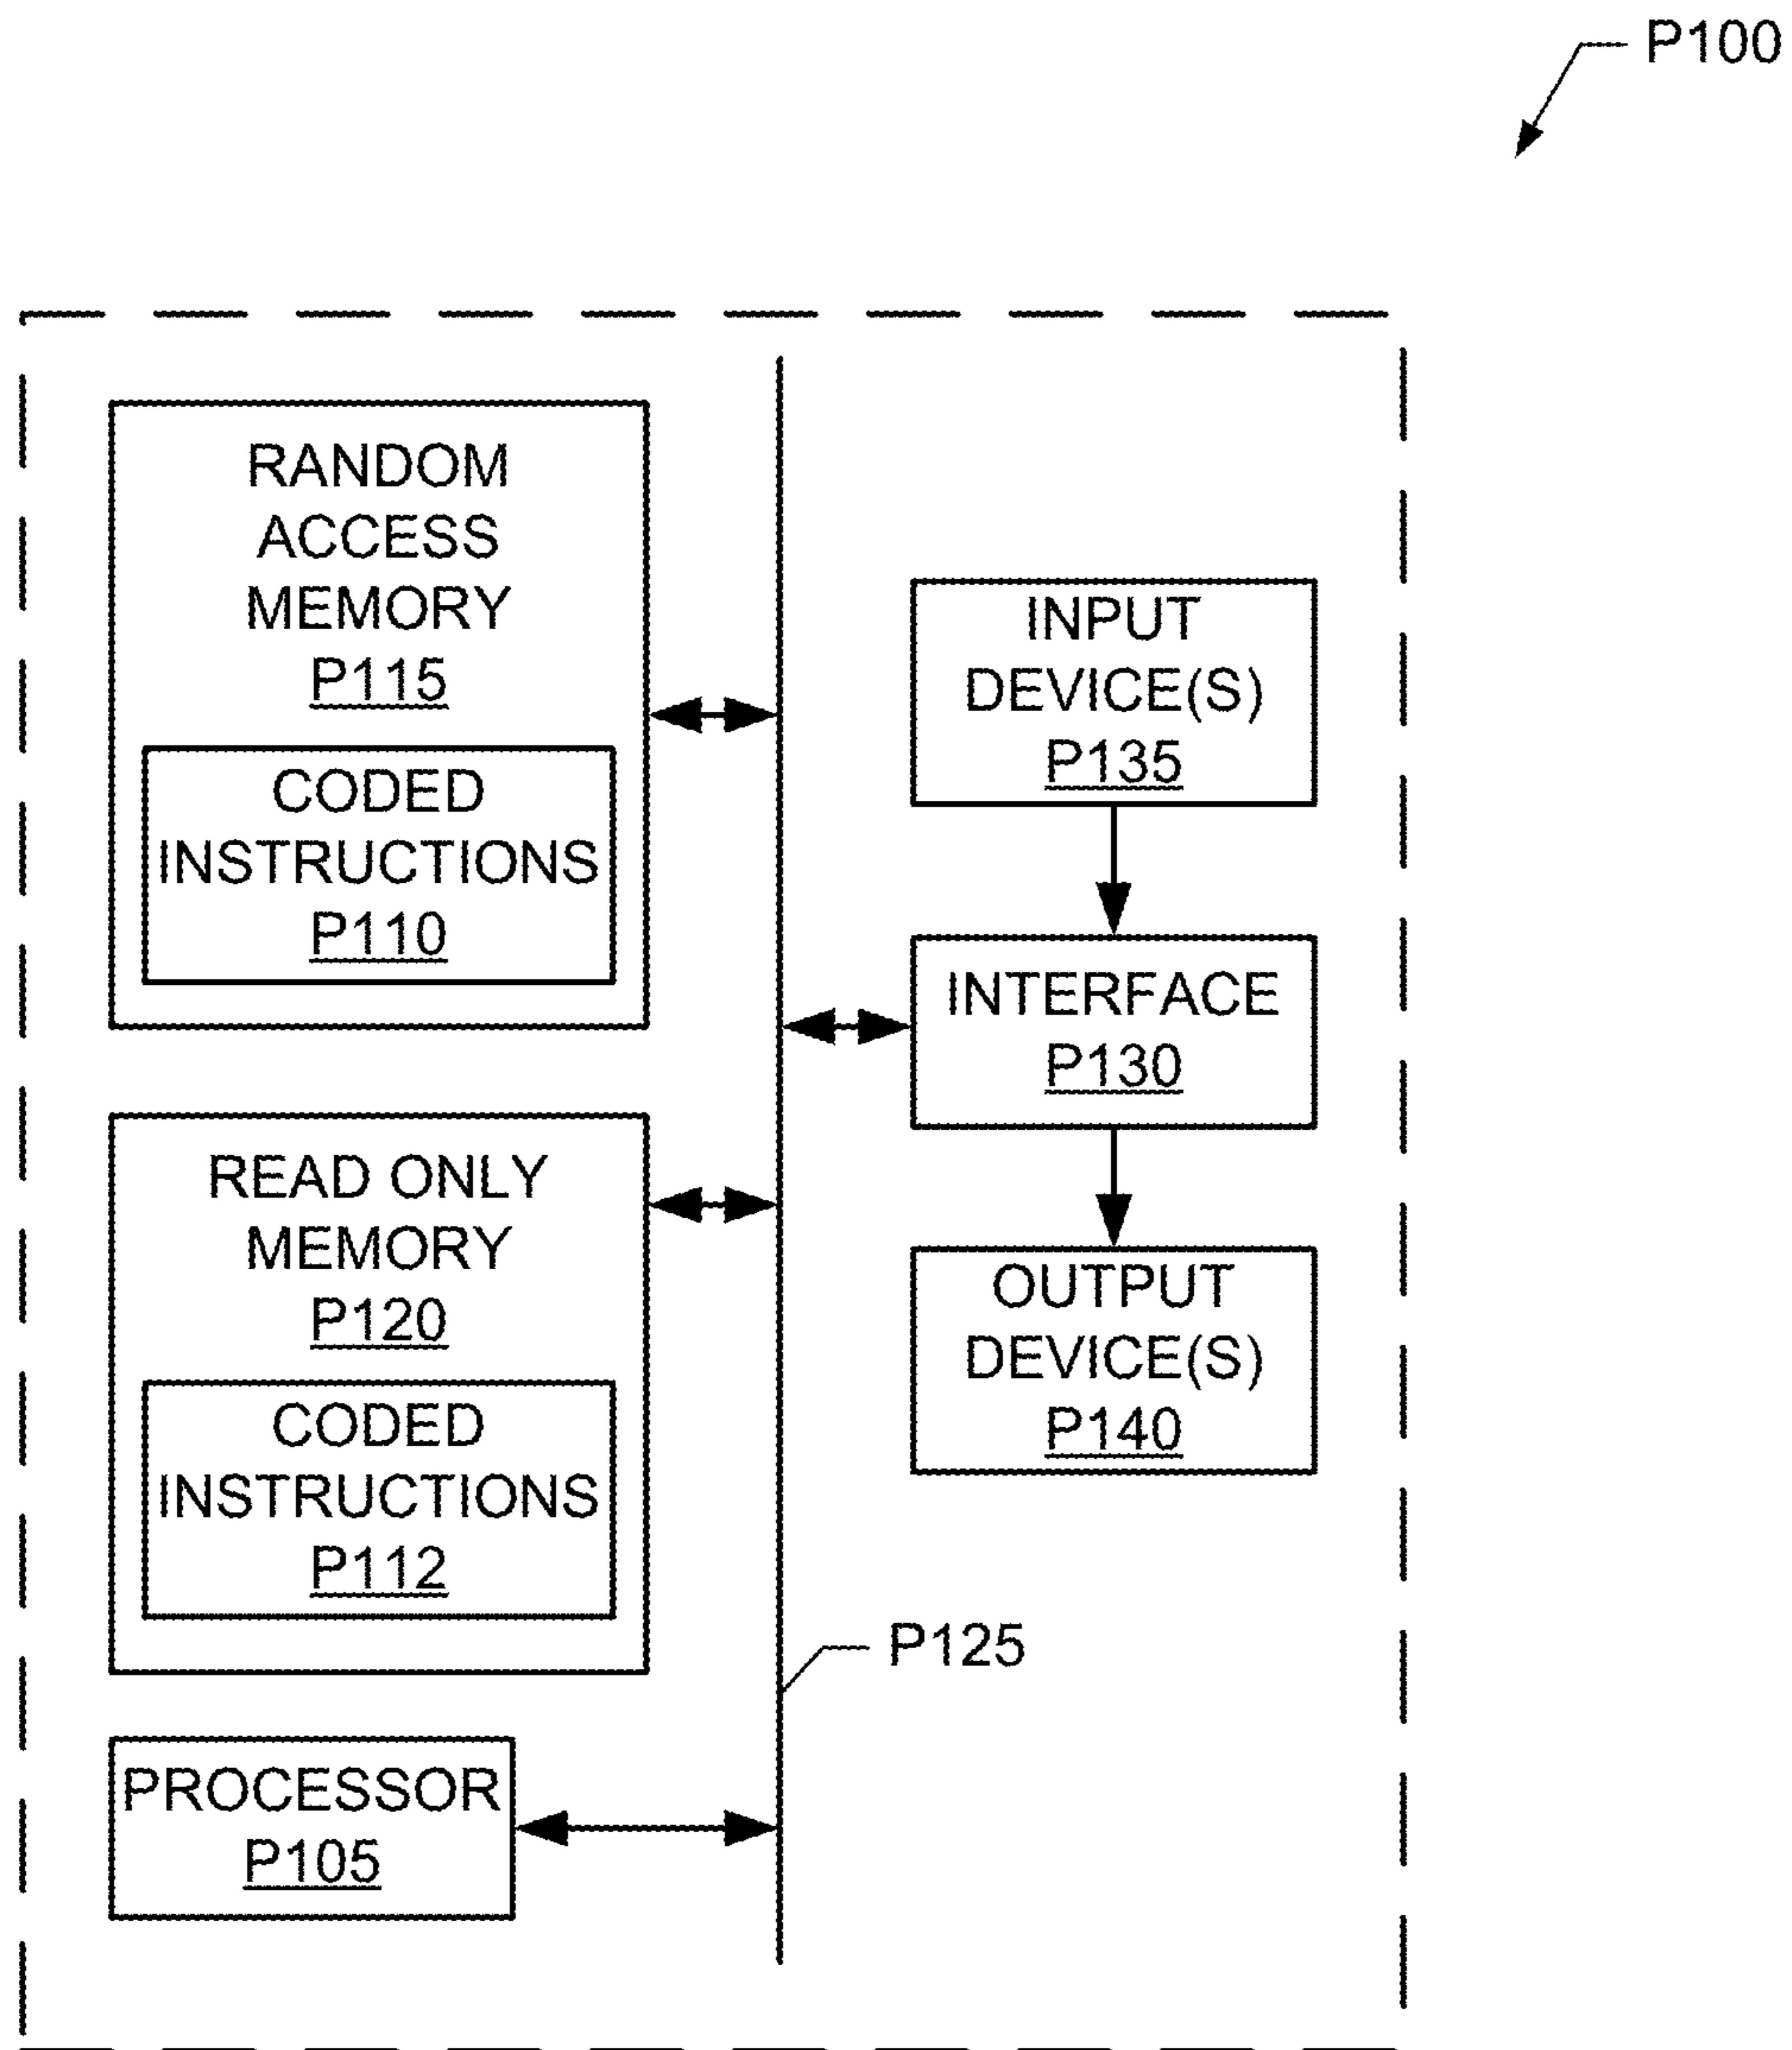 P100
RANDOM
ACCESS
MEMORY
P115
CODED
INSTRUCTIONS
P110
READ ONLY
MEMORY
P120
CODED
INSTRUCTIONS
P112
PROCESSOR
P105
INPUT
DEVICE(S)
P135
INTERFACE
P130
OUTPUT
DEVICE(S)
P140
P125